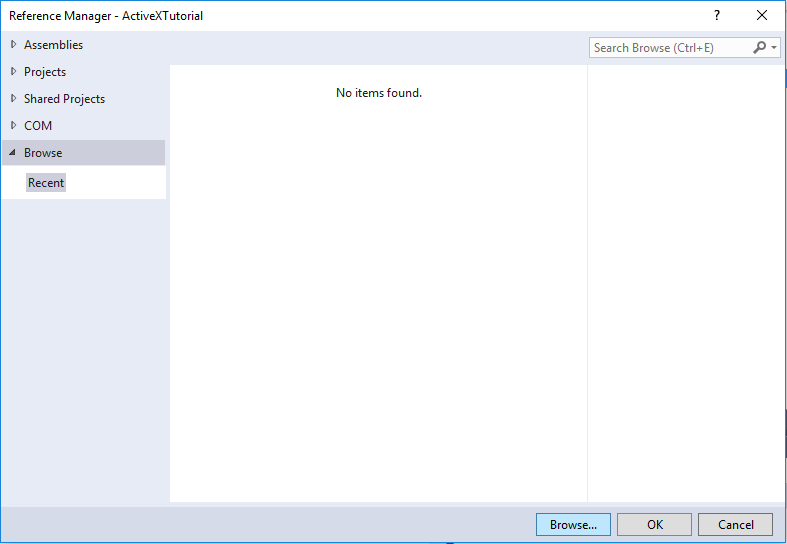 Reference Manager - ActiveXTutorial
?
Assemblies
Search Browse (Ctrl+E)
Projects
Shared Projects
COM
Browse
Recent
No items found.
Browse...
OK
Cancel